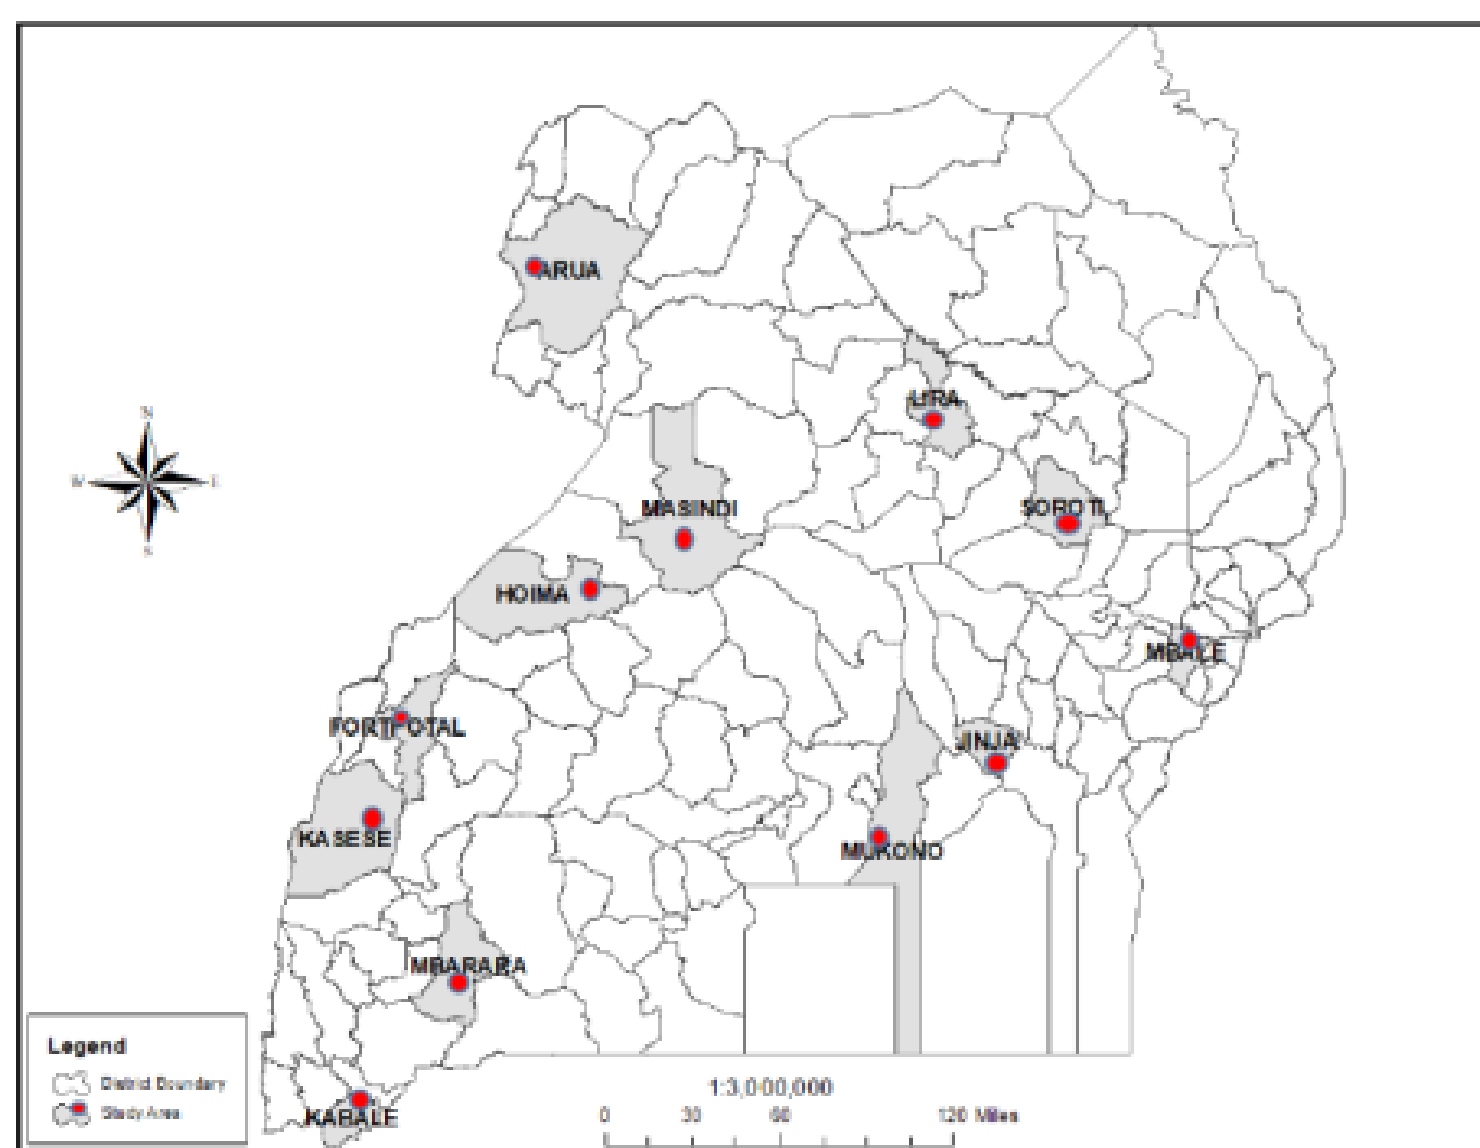 ARUA
LIRA
MASINDI
SOROTI
HOIMA
MBALE
FORTPOTAL
JINJA
KASESE
MUKONO
MBARARA
KABALE
N
W
E
S
Legend
District Boundary
Study Area
1:3,000,000
0 30 60 120 Miles